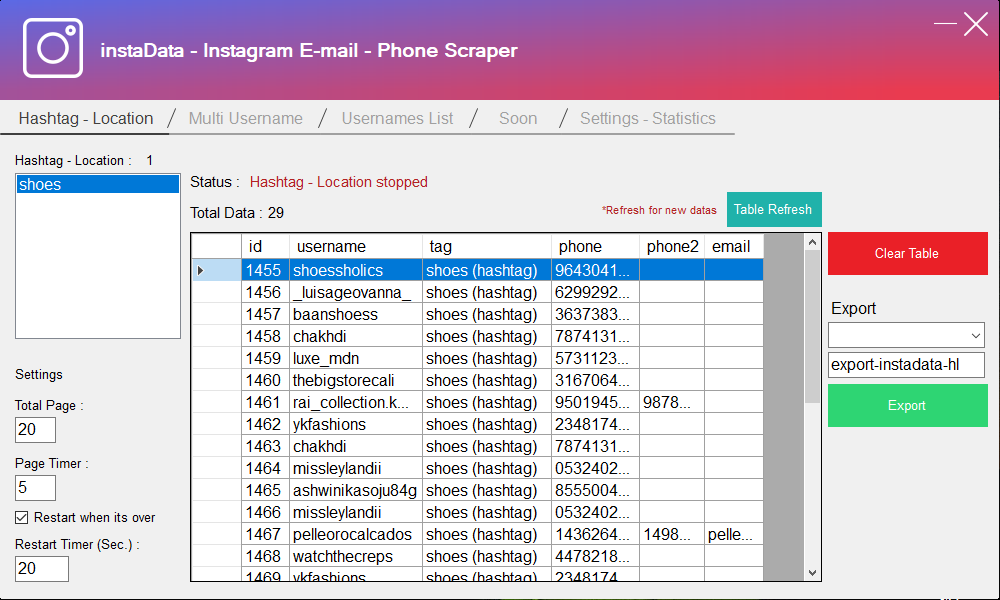 instaData - Instagram E-mail - Phone Scraper
Hashtag - Location / Multi Username / Usernames List / Soon / Settings - Statistics
Hashtag - Location : 1
shoes
Status : Hashtag - Location stopped
Total Data : 29
*Refresh for new datas
Table Refresh
id username tag phone phone2 email
1455 shoessholics shoes (hashtag) 9643041...
1456 _luisageovanna_ shoes (hashtag) 6299292...
1457 baanshoess shoes (hashtag) 3637383...
1458 chakhdi shoes (hashtag) 7874131...
1459 luxe_mdn shoes (hashtag) 5731123...
1460 thebigstorecali shoes (hashtag) 3167064...
1461 rai_collection.k... shoes (hashtag) 9501945... 9878...
1462 ykfashions shoes (hashtag) 2348174...
1463 chakhdi shoes (hashtag) 7874131...
1464 missleylandii shoes (hashtag) 0532402...
1465 ashwinikasoju84g shoes (hashtag) 8555004...
1466 missleylandii shoes (hashtag) 0532402...
1467 pelleorocalcados shoes (hashtag) 1436264... 1498... pelle...
1468 watchthecreps shoes (hashtag) 4478218...
1469 ykfashions shoes (hashtag) 2348174...
Clear Table
Export
export-instadata-hl
Export
Settings
Total Page :
20
Page Timer :
5
Restart when its over
Restart Timer (Sec.) :
20